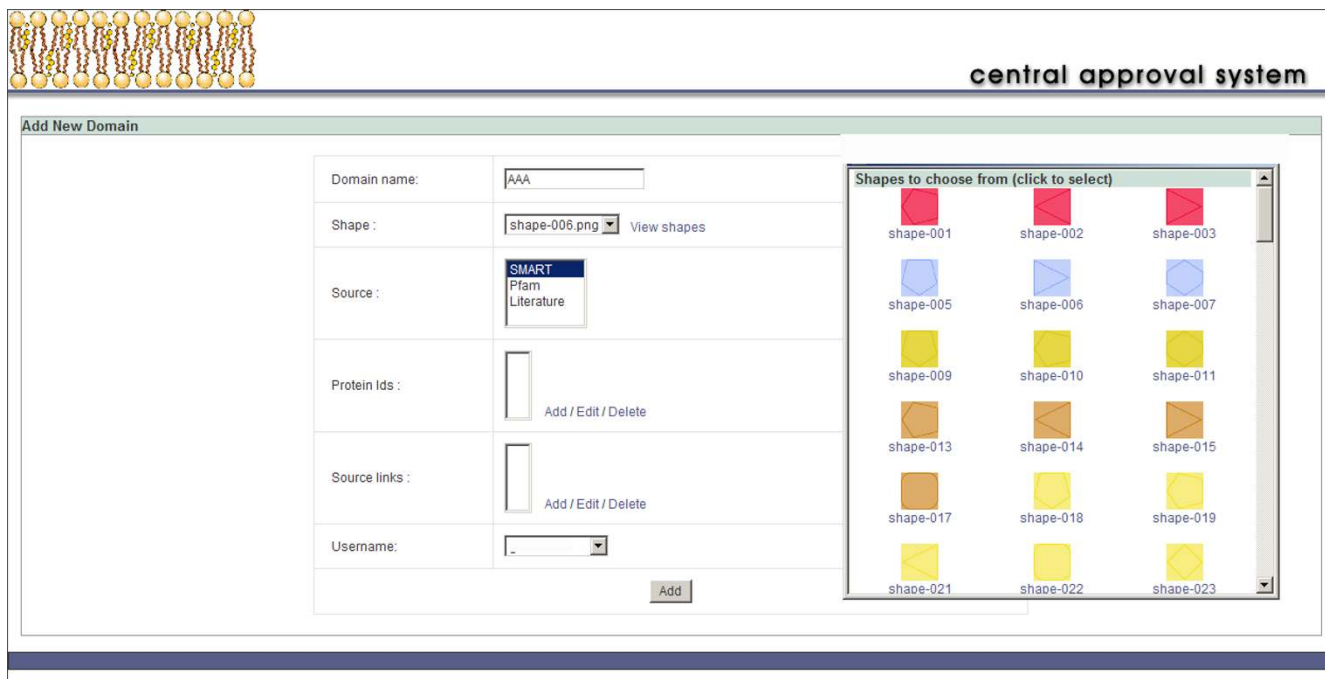 central approval system
Add New Domain
Domain name:
AAA
Shape :
shape-006.png
View shapes
Source :
SMART
Pfam
Literature
Protein Ids :
Add / Edit / Delete
Source links :
Add / Edit / Delete
Username:
-
Add
Shapes to choose from (click to select)
shape-001 shape-002 shape-003
shape-005 shape-006 shape-007
shape-009 shape-010 shape-011
shape-013 shape-014 shape-015
shape-017 shape-018 shape-019
shape-021 shape-022 shape-023